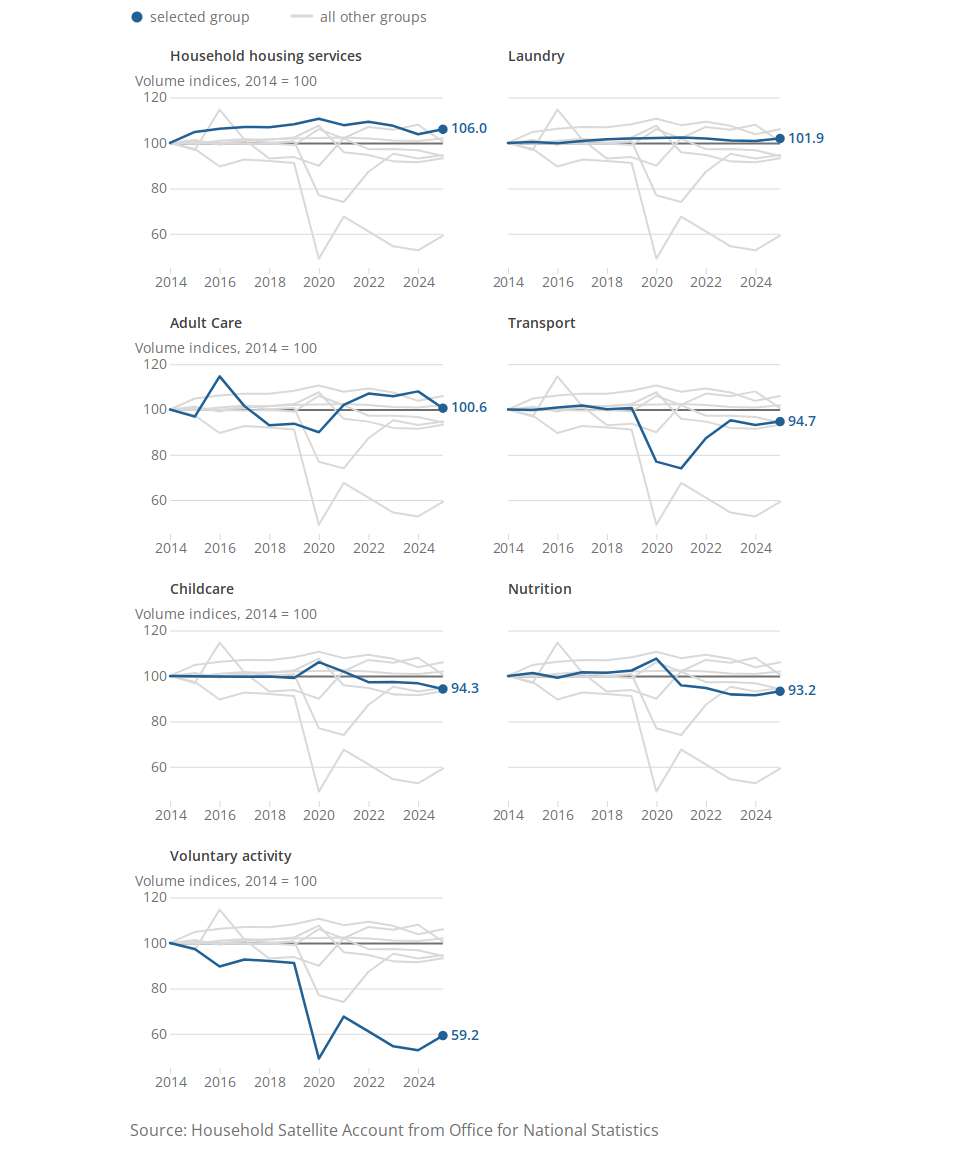 selected group all other groups
Household housing services Laundry
Volume indices, 2014 = 100
120
106.0 101.9
100
80
60
2014 2016 2018 2020 2022 2024 2014 2016 2018 2020 2022 2024
Adult Care Transport
Volume indices, 2014 = 100
120
100 100.6 94.7
80
60
2014 2016 2018 2020 2022 2024 2014 2016 2018 2020 2022 2024
Childcare Nutrition
Volume indices, 2014 = 100
120
100
94.3 93.2
80
60
2014 2016 2018 2020 2022 2024 2014 2016 2018 2020 2022 2024
Voluntary activity
Volume indices, 2014 = 100
120
100
80
60 59.2
2014 2016 2018 2020 2022 2024
Source: Household Satellite Account from Office for National Statistics